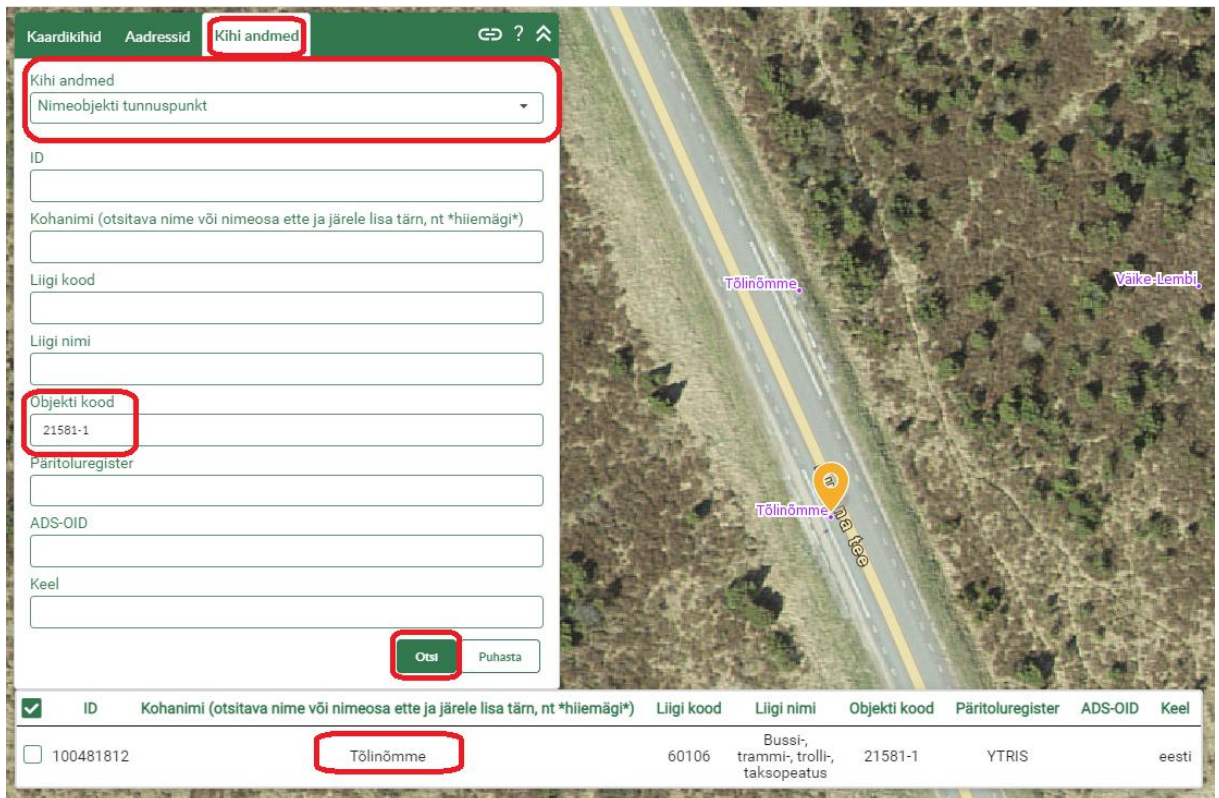 Kaardikihid Aadressid Kihi andmed ?
Kihi andmed
Nimeobjekti tunnuspunkt
ID
Kohanimi (otsitava nime või nimeosa ette ja järele lisa tärn, nt *hiiemägi*)
Liigi kood
Liigi nimi
Objekti kood
21581-1
Päritoluregister
ADS-OID
Keel
Otsi Puhasta
Tõlinõmme
Väike-Lembi
Tõlinõmme
na tee
ID Kohanimi (otsitava nime või nimeosa ette ja järele lisa tärn, nt *hiiemägi*) Liigi kood Liigi nimi Objekti kood Päritoluregister ADS-OID Keel
100481812 Tõlinõmme 60106 Bussi-, trammi-, trolli-, taksopeatus 21581-1 YTRIS eesti